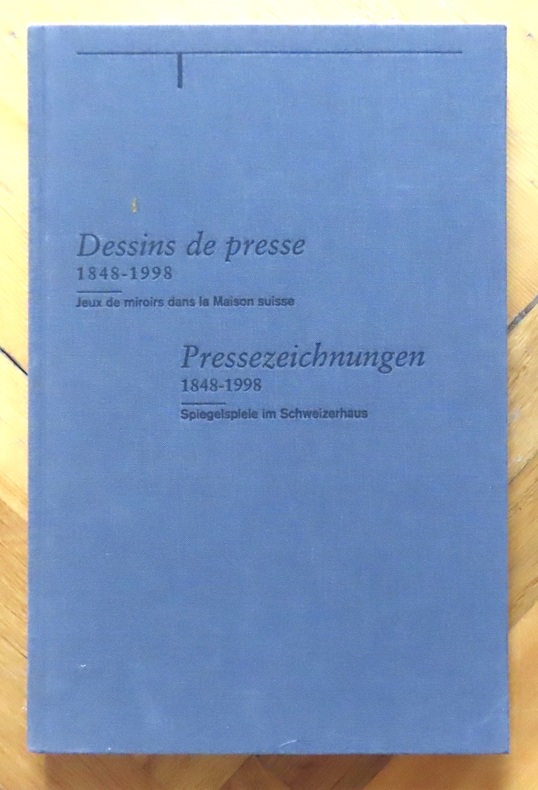 Dessins de presse
1848-1998
Jeux de miroirs dans la Maison suisse
Pressezeichnungen
1848-1998
Spiegelspiele im Schweizerhaus